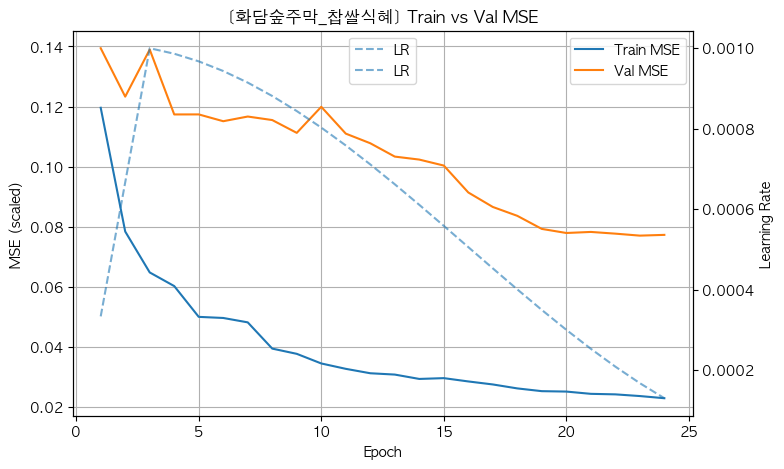 [화담숲주막_찹쌀식혜] Train vs Val MSE
MSE (scaled)
0.14
0.12
0.10
0.08
0.06
0.04
0.02
LR
LR
Train MSE
Val MSE
0.0010
0.0008
0.0006
0.0004
0.0002
Learning Rate
0
5
10
15
20
25
Epoch